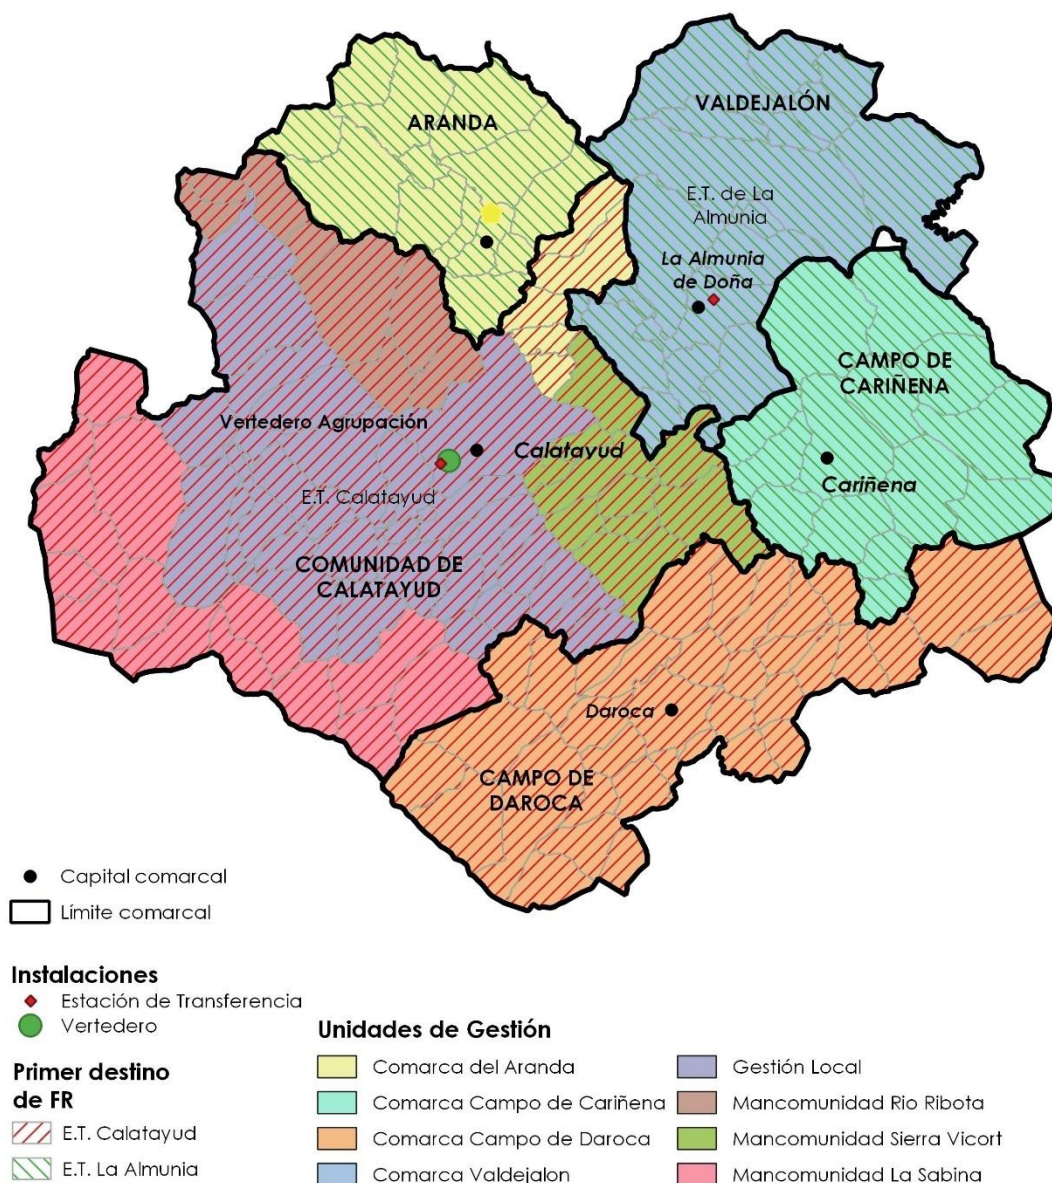 ARANDA
VALDEJALÓN
E.T. de La
Almunia
La Almunia
de Doña
CAMPO DE
CARIÑENA
Vertedero Agrupación
Calatayud
Cariñena
E.T. Calatayud
COMUNIDAD DE
CALATAYUD
Daroca
CAMPO DE
DAROCA
Capital comarcal
Límite comarcal
Instalaciones
Estación de Transferencia
Vertedero
Primer destino
de FR
E.T. Calatayud
E.T. La Almunia
Unidades de Gestión
Comarca del Aranda
Comarca Campo de Cariñena
Comarca Campo de Daroca
Comarca Valdejalon
Gestión Local
Mancomunidad Rio Ribota
Mancomunidad Sierra Vicort
Mancomunidad La Sabina